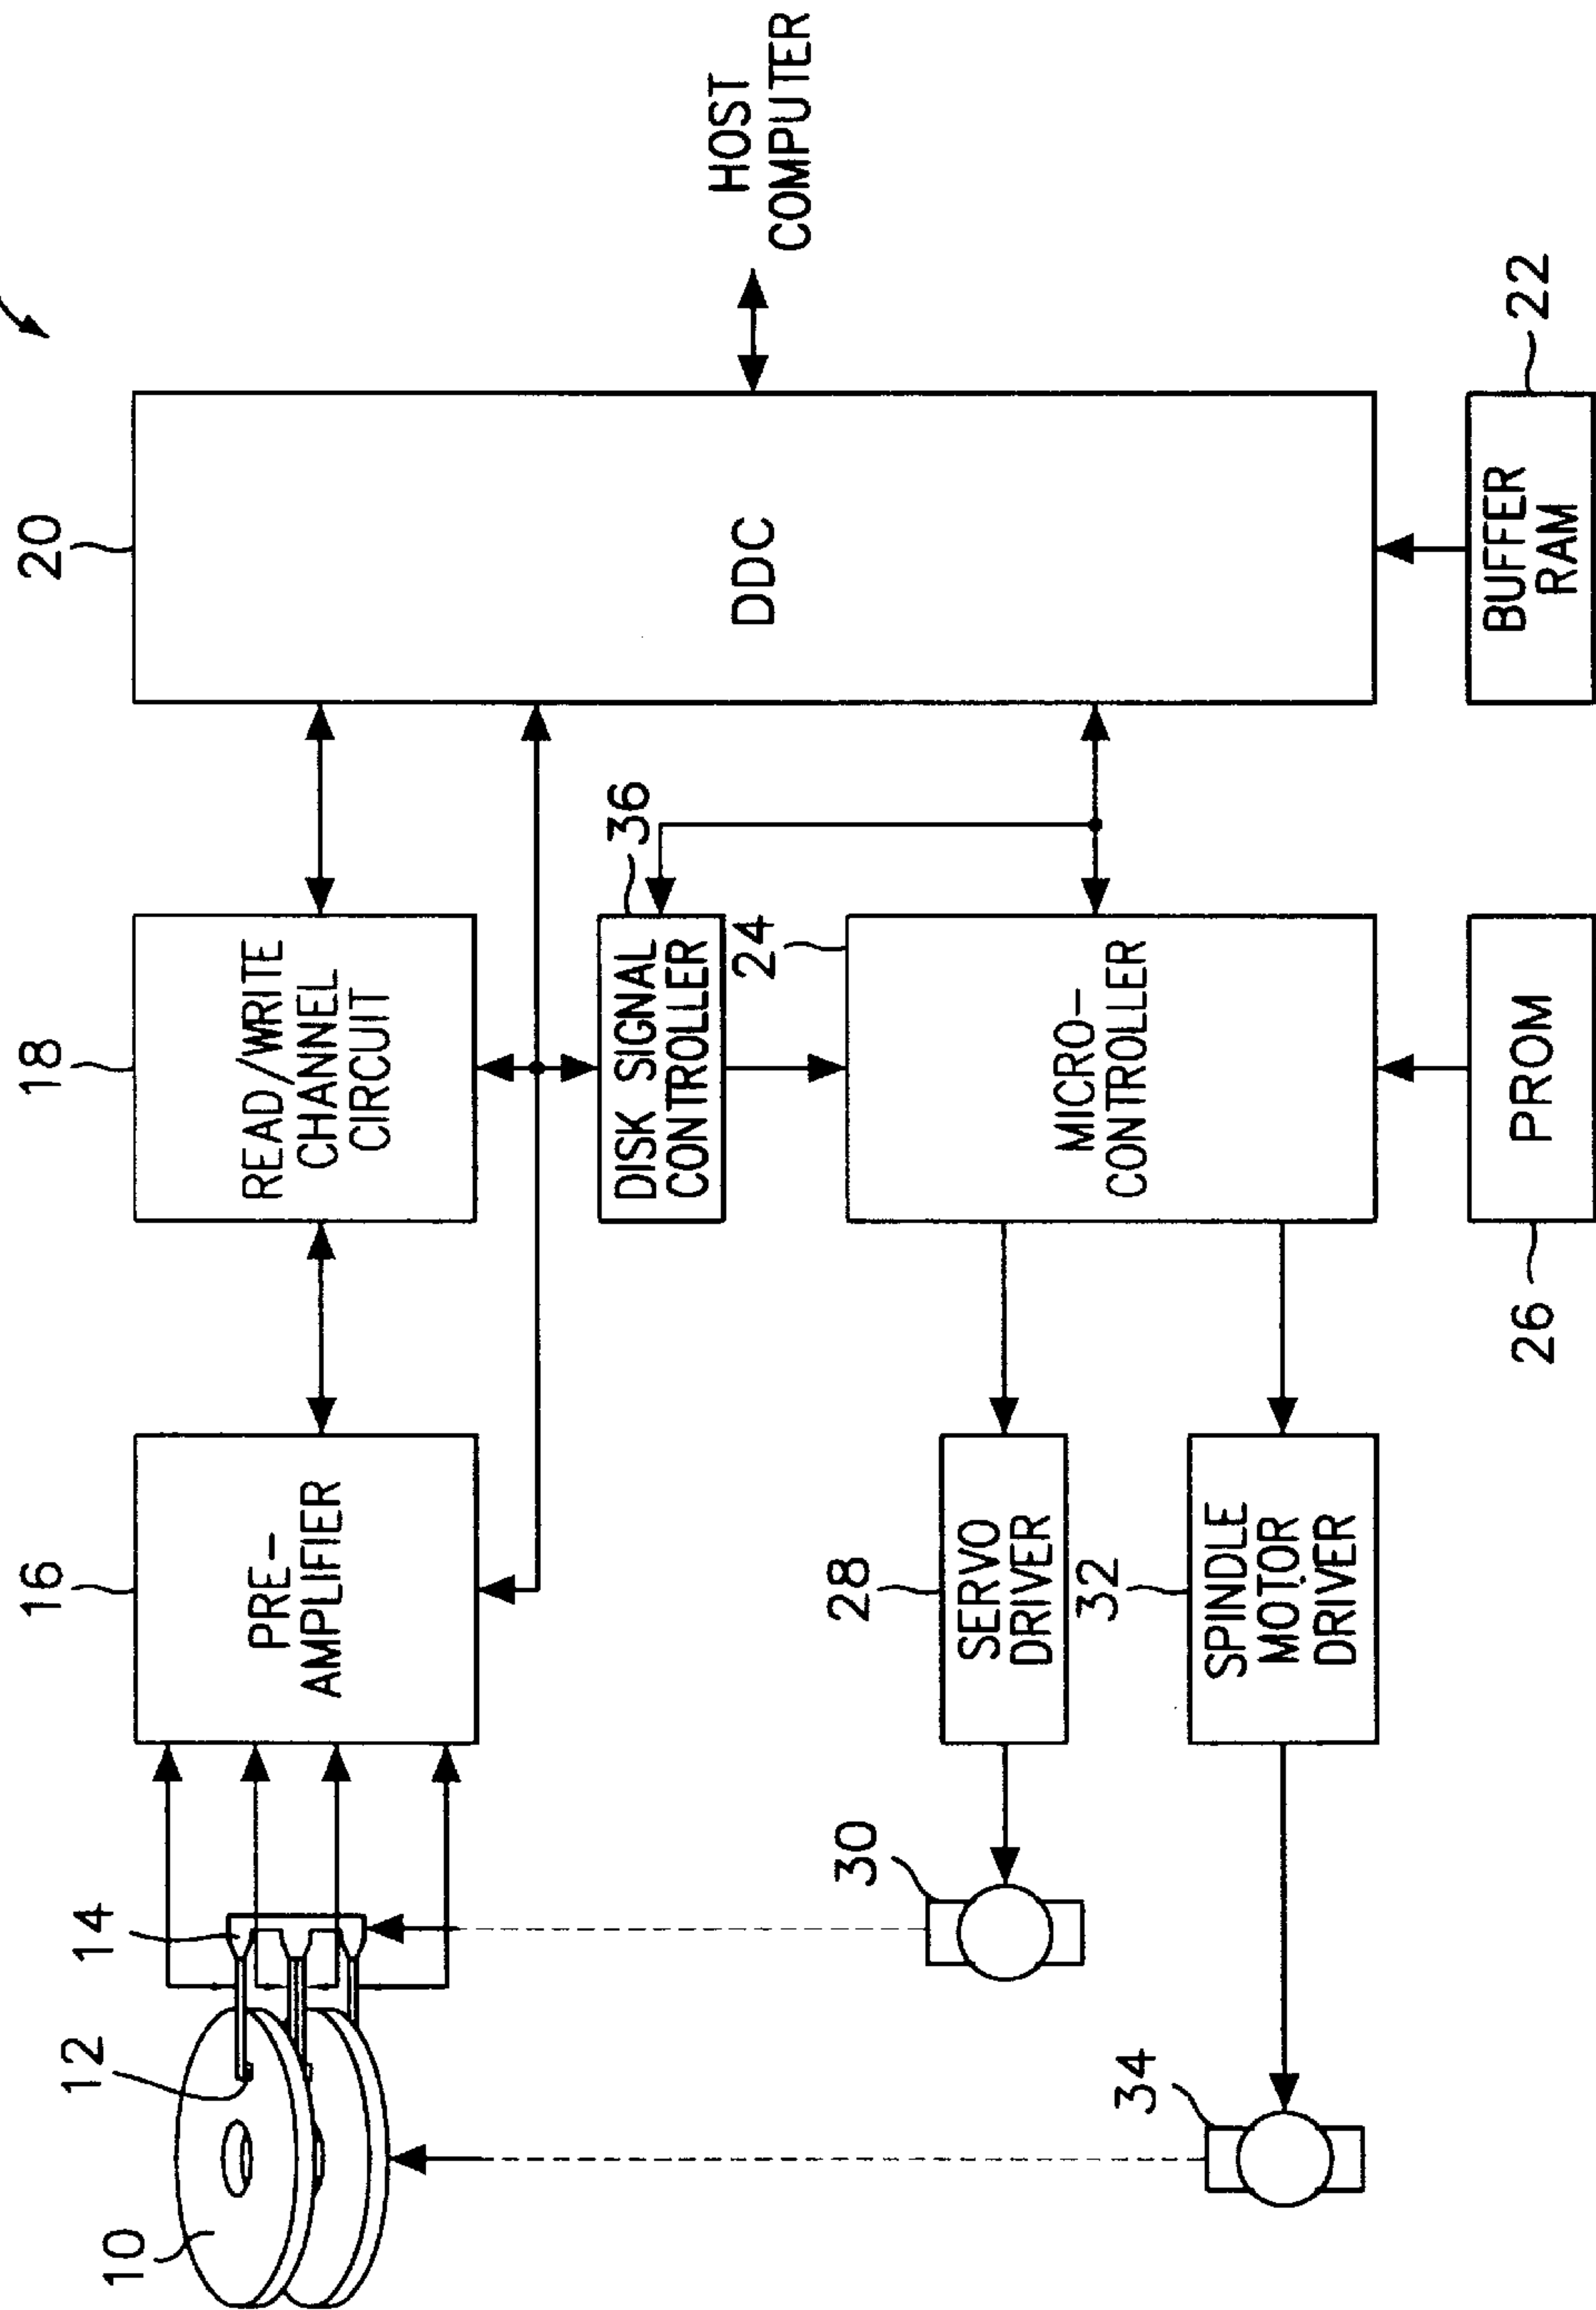 20
18
16
14
12
10
HOST
COMPUTER
DDC
READ/WRITE
CHANNEL
CIRCUIT
PRE-
AMPLIFIER
36
DISK SIGNAL
CONTROLLER
24
MICRO-
CONTROLLER
28
SERVO
DRIVER
30
32
SPINDLE
MOTOR
DRIVER
34
22
BUFFER
RAM
PROM
26